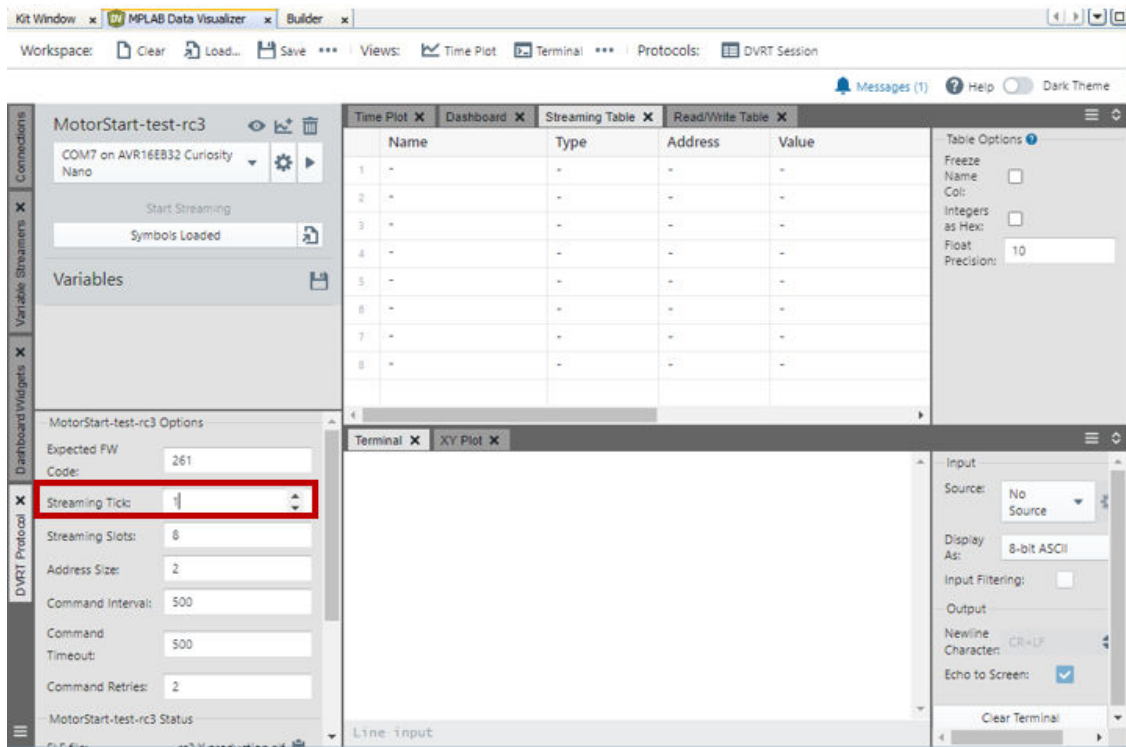 Kit Window x DV MPLAB Data Visualizer x Builder x
Workspace: Clear Load... Save ••• Views: Time Plot Terminal ••• Protocols: DVRT Session
Messages (1) Help Dark Theme
Connections
Variable Streamers
Dashboard Widgets
DVRT Protocol
MotorStart-test-rc3
COM7 on AVR16EB32 Curiosity
Nano
Start Streaming
Symbols Loaded
Variables
MotorStart-test-rc3 Options
Expected FW
Code: 261
Streaming Tick: 1
Streaming Slots: 8
Address Size: 2
Command Interval: 500
Command
Timeout: 500
Command Retries: 2
MotorStart-test-rc3 Status
Time Plot X Dashboard X Streaming Table X Read/Write Table X
Name Type Address Value
1 - - - -
2 - - - -
3 - - - -
4 - - - -
5 - - - -
6 - - - -
7 - - - -
8 - - - -
Table Options
Freeze
Name
Col:
Integers
as Hex:
Float
Precision: 10
Terminal X XY Plot X
Line input
Input
Source: No
Source
Display
As: 8-bit ASCII
Input Filtering:
Output
Newline
Character: CR+LF
Echo to Screen:
Clear Terminal